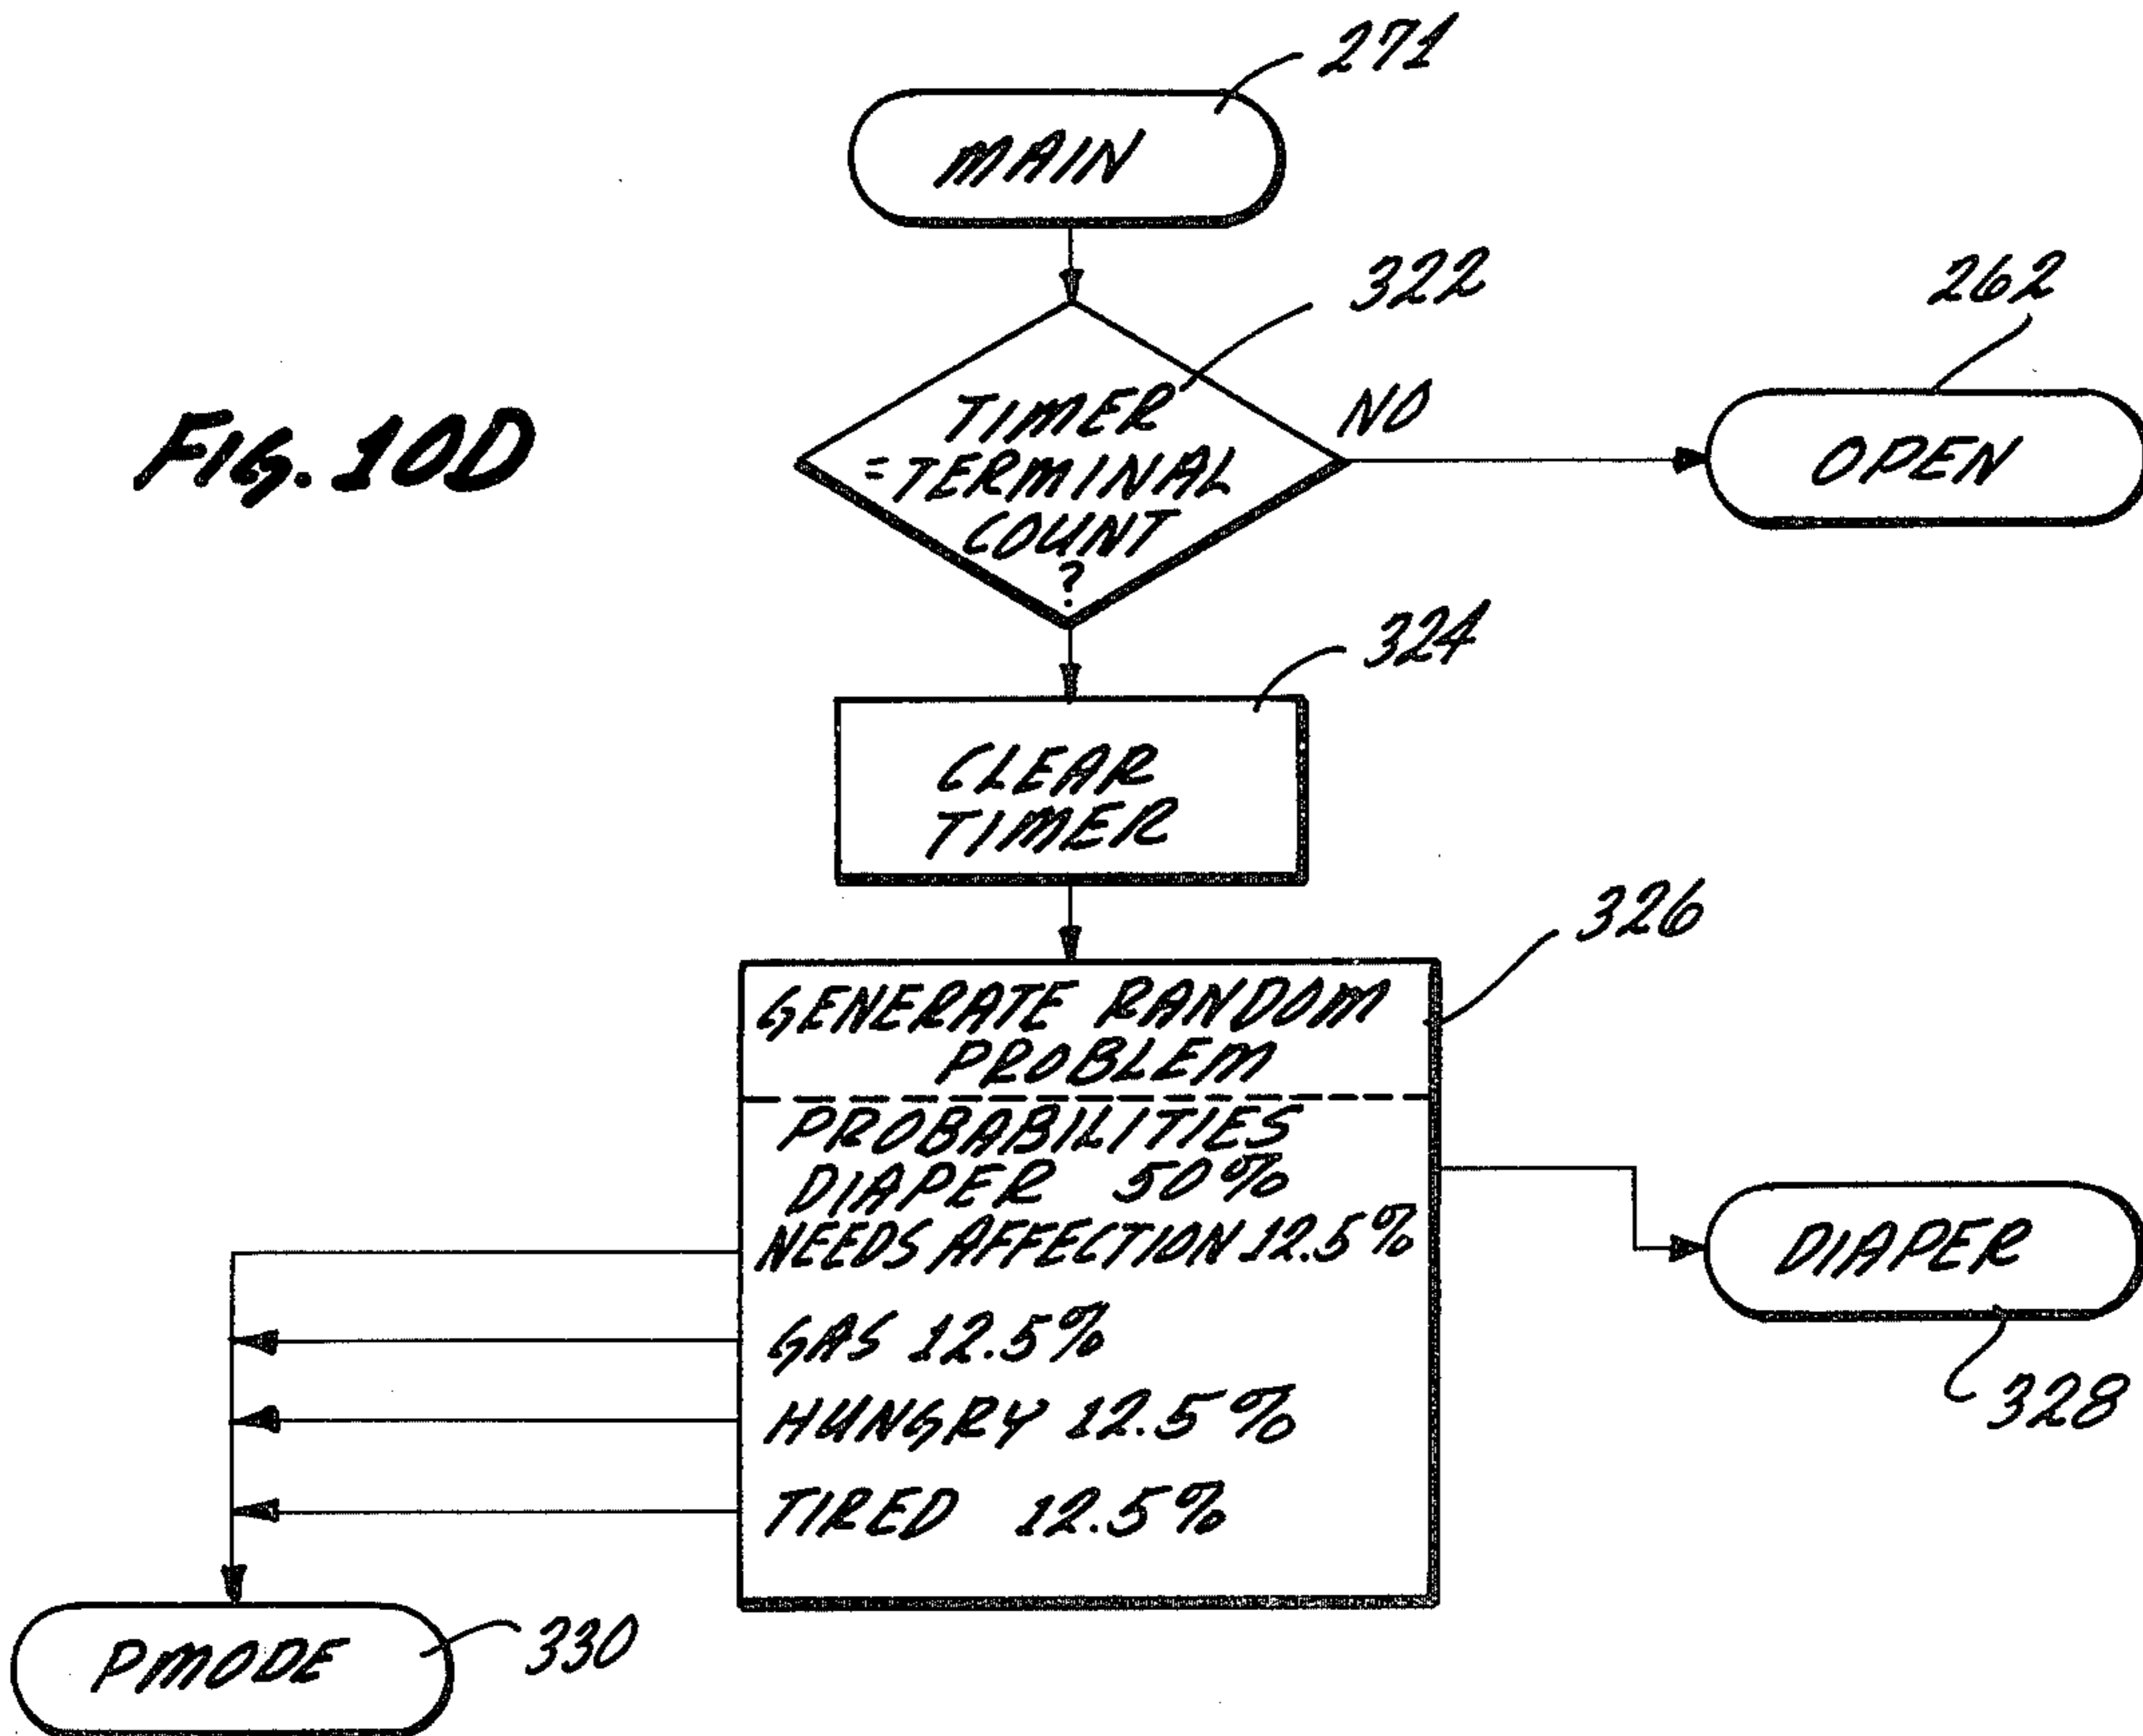 271
MAIN
322
262
FIG. 10D
TIMER
=TERMINAL
COUNT
?
NO
OPEN
324
CLEAR
TIMER
326
GENERATE RANDOM
PROBLEM
PROBABILITIES
DIAPER 50%
NEEDS AFFECTION 12.5%
DIAPER
GAS 12.5%
328
HUNGRY 12.5%
TIRED 12.5%
PMODE
330